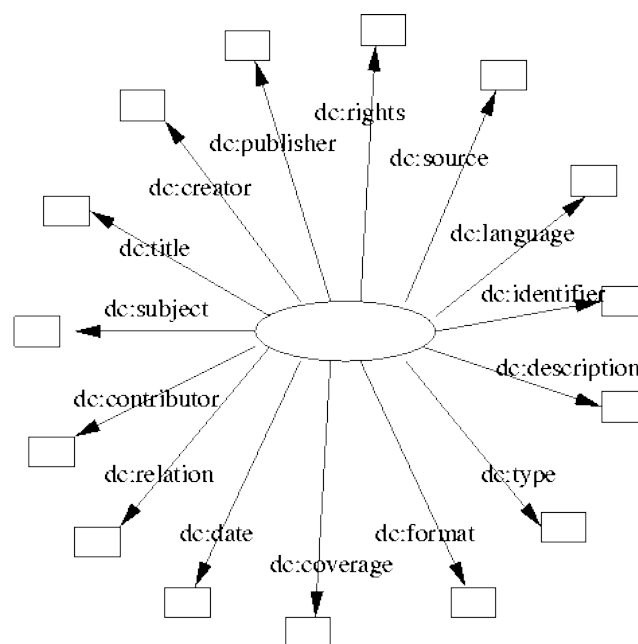 dc:rights
dc:publisher
dc:source
dc:creator
dc:language
dc:title
dc:identifier
dc:subject
dc:description
dc:contributor
dc:relation
dc:type
dc:date
dc:format
dc:coverage